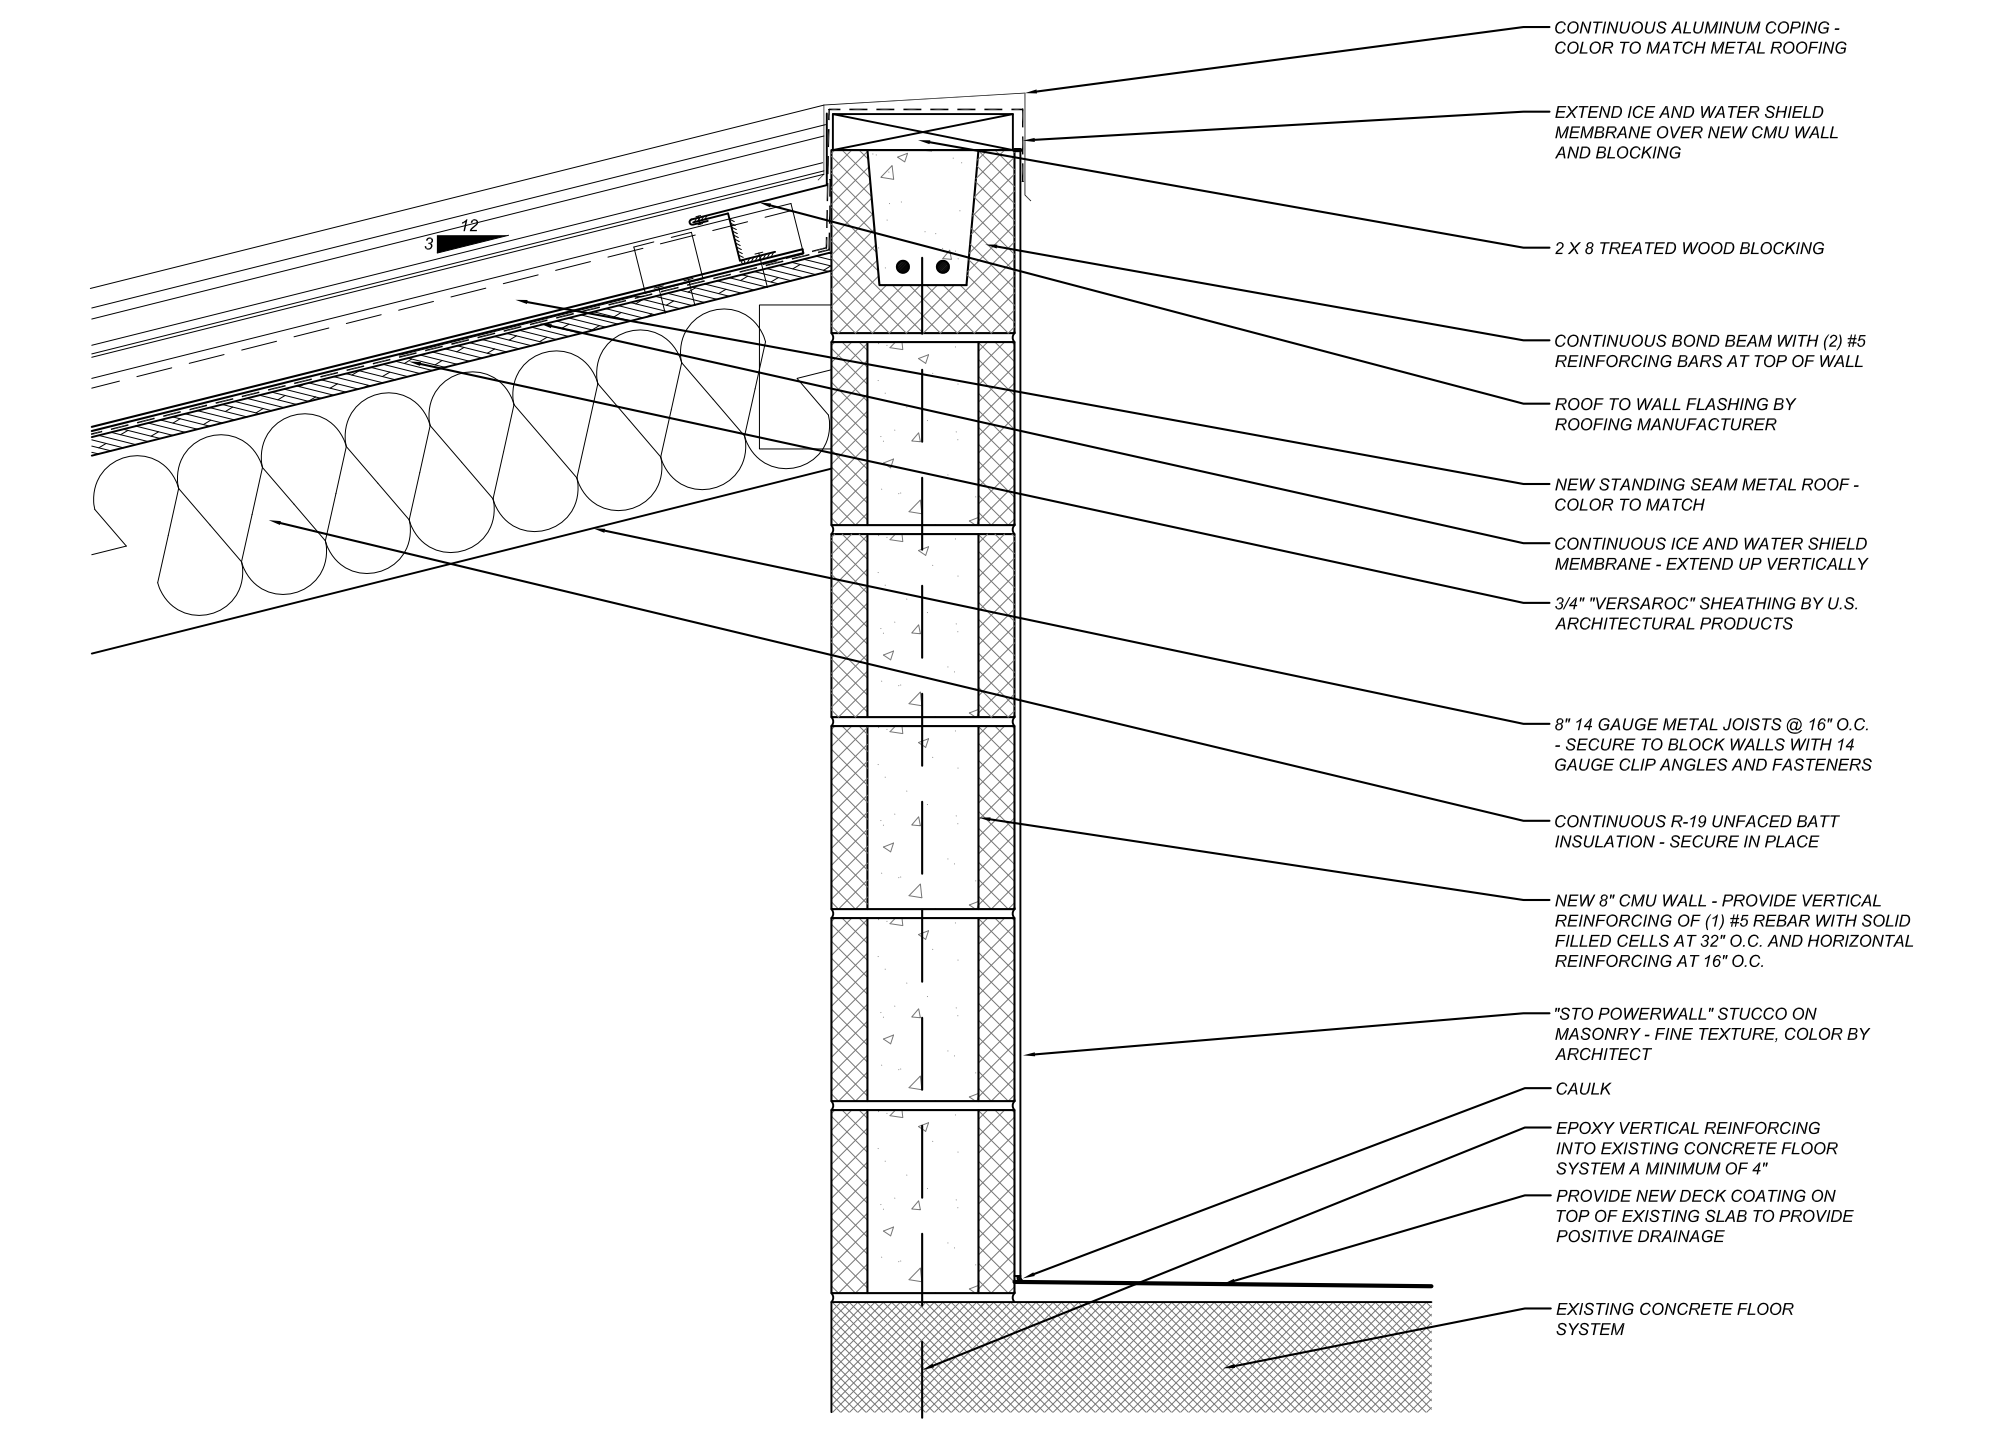 CONTINUOUS ALUMINUM COPING -
COLOR TO MATCH METAL ROOFING
EXTEND ICE AND WATER SHIELD
MEMBRANE OVER NEW CMU WALL
AND BLOCKING
12
3
2 X 8 TREATED WOOD BLOCKING
CONTINUOUS BOND BEAM WITH (2) #5
REINFORCING BARS AT TOP OF WALL
ROOF TO WALL FLASHING BY
ROOFING MANUFACTURER
NEW STANDING SEAM METAL ROOF -
COLOR TO MATCH
CONTINUOUS ICE AND WATER SHIELD
MEMBRANE - EXTEND UP VERTICALLY
3/4" "VERSAROC" SHEATHING BY U.S.
ARCHITECTURAL PRODUCTS
8" 14 GAUGE METAL JOISTS @ 16" O.C.
- SECURE TO BLOCK WALLS WITH 14
GAUGE CLIP ANGLES AND FASTENERS
CONTINUOUS R-19 UNFACED BATT
INSULATION - SECURE IN PLACE
NEW 8" CMU WALL - PROVIDE VERTICAL
REINFORCING OF (1) #5 REBAR WITH SOLID
FILLED CELLS AT 32" O.C. AND HORIZONTAL
REINFORCING AT 16" O.C.
"STO POWERWALL" STUCCO ON
MASONRY - FINE TEXTURE, COLOR BY
ARCHITECT
CAULK
EPOXY VERTICAL REINFORCING
INTO EXISTING CONCRETE FLOOR
SYSTEM A MINIMUM OF 4"
PROVIDE NEW DECK COATING ON
TOP OF EXISTING SLAB TO PROVIDE
POSITIVE DRAINAGE
EXISTING CONCRETE FLOOR
SYSTEM